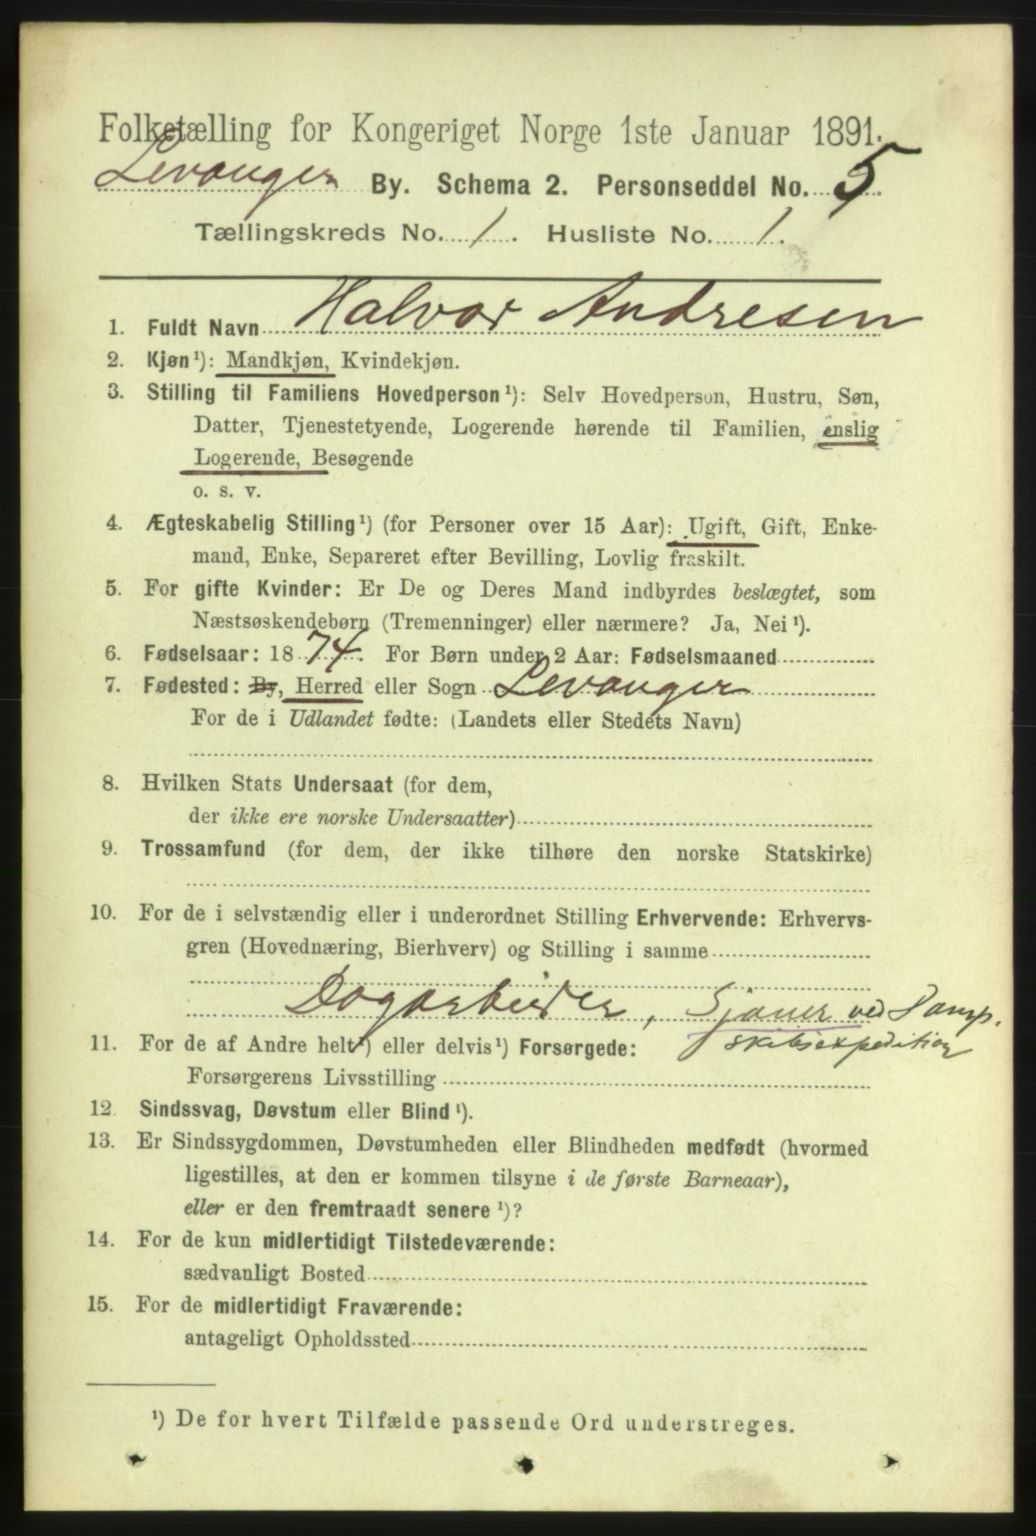 Folketælling for Kongeriget Norge 1ste Januar 1891.
Levanger By. Schema 2. Personseddel No. 5.
Tællingskreds No. 1. Husliste No. 1.
1. Fuldt Navn Halvor Andresen
2. Kjøn¹): Mandkjøn, Kvindekjøn.
3. Stilling til Familiens Hovedperson¹): Selv Hovedperson, Hustru, Søn,
Datter, Tjenestetyende, Logerende hørende til Familien, enslig
Logerende, Besøgende
o. s. v.
4. Ægteskabelig Stilling¹) (for Personer over 15 Aar): Ugift, Gift, Enke-
mand, Enke, Separeret efter Bevilling, Lovlig fraskilt.
5. For gifte Kvinder: Er De og Deres Mand indbyrdes beslægtet, som
Næstsøskendebørn (Tremenninger) eller nærmere? Ja, Nei¹).
6. Fødselsaar: 1874. For Børn under 2 Aar: Fødselsmaaned
7. Fødested: By, Herred eller Sogn Levanger
For de i Udlandet fødte: (Landets eller Stedets Navn)
8. Hvilken Stats Undersaat (for dem,
der ikke ere norske Undersaatter)
9. Trossamfund (for dem, der ikke tilhøre den norske Statskirke)
10. For de i selvstændig eller i underordnet Stilling Erhvervende: Erhvervs-
gren (Hovednæring, Bierhverv) og Stilling i samme
Dagarbeider, Sjauer ved Damp.
skibsexpedition
11. For de af Andre helt¹) eller delvis¹) Forsørgede:
Forsørgerens Livsstilling
12. Sindssvag, Døvstum eller Blind¹).
13. Er Sindssygdommen, Døvstumheden eller Blindheden medfødt (hvormed
ligestilles, at den er kommen tilsyne i de første Barneaar),
eller er den fremtraadt senere¹)?
14. For de kun midlertidigt Tilstedeværende:
sædvanligt Bosted
15. For de midlertidigt Fraværende:
antageligt Opholdssted
¹) De for hvert Tilfælde passende Ord understreges.